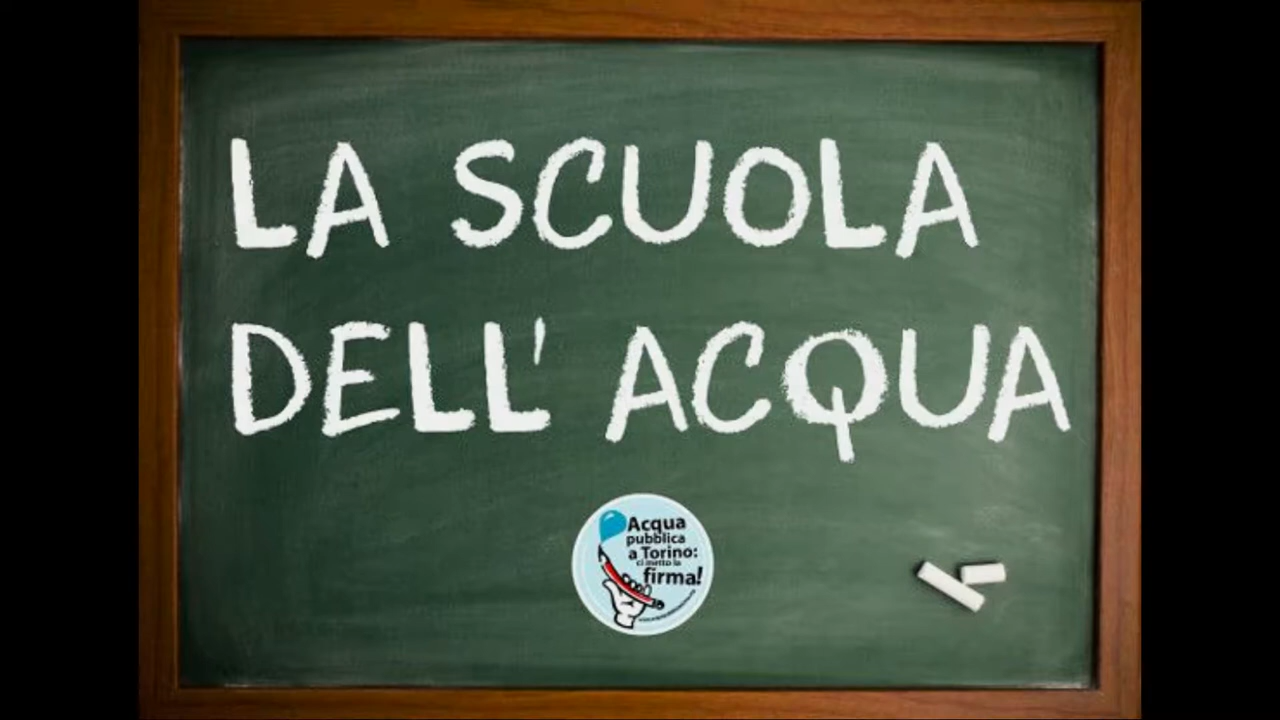 LA SCUOLA
DELL' ACQUA
Acqua
pubblica
a Torino:
ci metto la
firma!